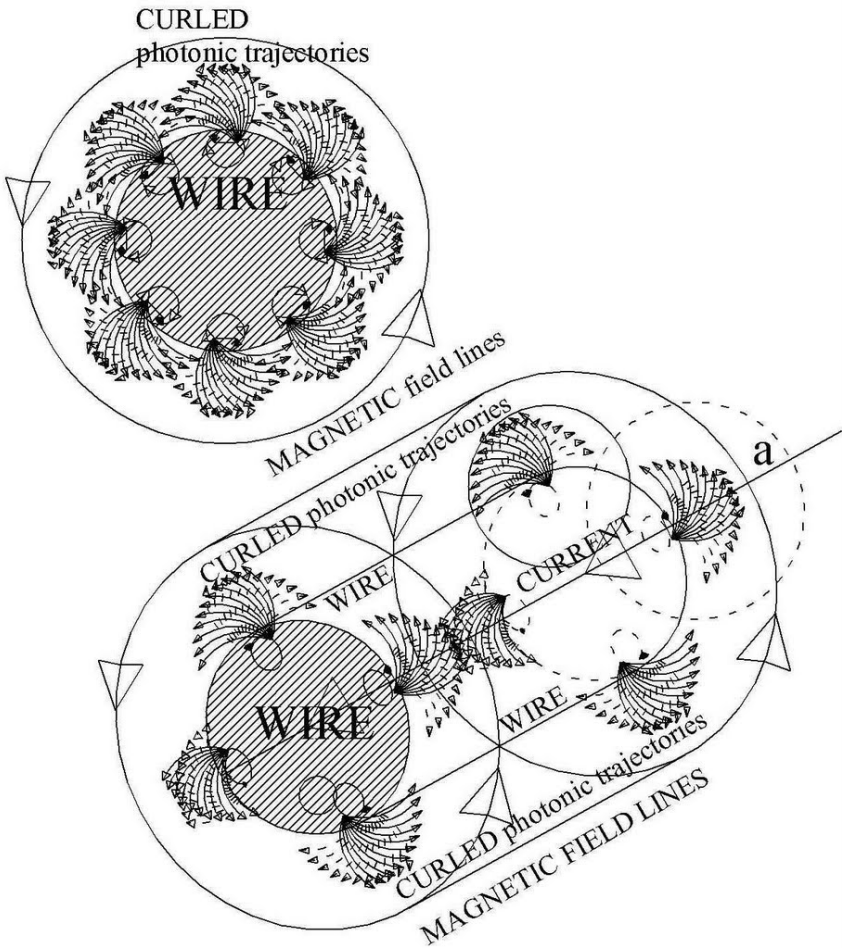 CURLED
photonic trajectories
WIRE
MAGNETIC field lines
CURLED photonic trajectories
a
CURRENT
WIRE
WIRE
WIRE
CURLED photonic trajectories
MAGNETIC FIELD LINES